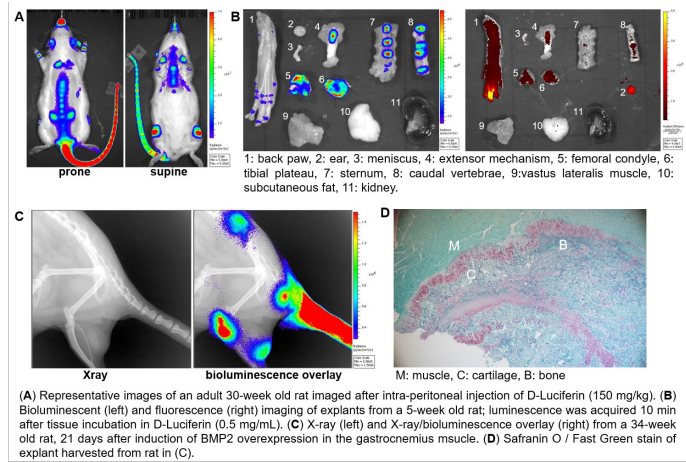 A
prone
supine
B
1
2
3
4
5
6
7
8
9
10
11
1
3
4
5
6
7
8
2
9
10
11
1: back paw, 2: ear, 3: meniscus, 4: extensor mechanism, 5: femoral condyle, 6:
tibial plateau, 7: sternum, 8: caudal vertebrae, 9:vastus lateralis muscle, 10:
subcutaneous fat, 11: kidney.
C
Xray
bioluminescence overlay
D
M
B
C
M: muscle, C: cartilage, B: bone
(A) Representative images of an adult 30-week old rat imaged after intra-peritoneal injection of D-Luciferin (150 mg/kg). (B)
Bioluminescent (left) and fluorescence (right) imaging of explants from a 5-week old rat; luminescence was acquired 10 min
after tissue incubation in D-Luciferin (0.5 mg/mL). (C) X-ray (left) and X-ray/bioluminescence overlay (right) from a 34-week
old rat, 21 days after induction of BMP2 overexpression in the gastrocnemius msucle. (D) Safranin O / Fast Green stain of
explant harvested from rat in (C).